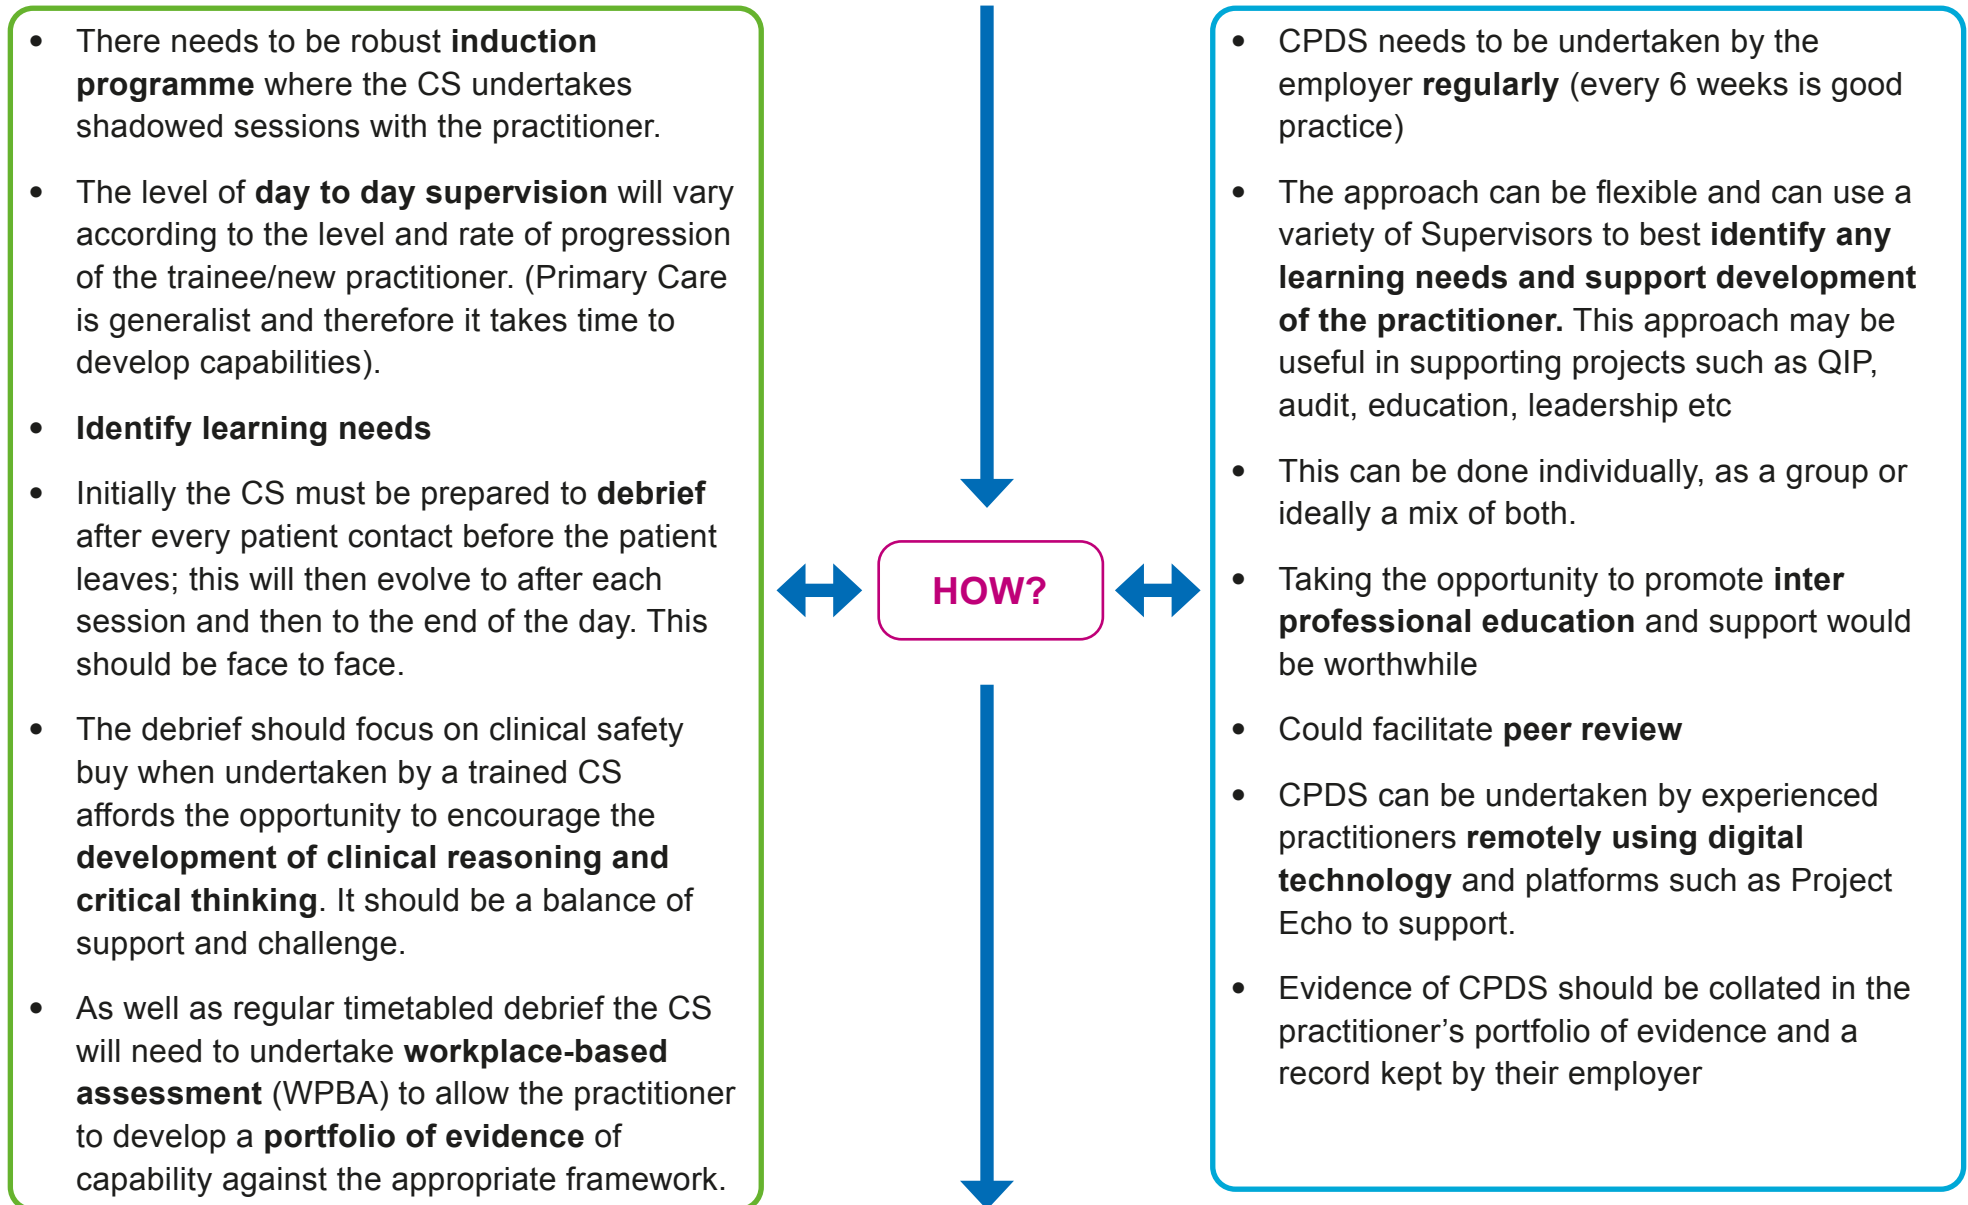 • There needs to be robust induction
programme where the CS undertakes
shadowed sessions with the practitioner.
• The level of day to day supervision will vary
according to the level and rate of progression
of the trainee/new practitioner. (Primary Care
is generalist and therefore it takes time to
develop capabilities).
• Identify learning needs
• Initially the CS must be prepared to debrief
after every patient contact before the patient
leaves; this will then evolve to after each
session and then to the end of the day. This
should be face to face.
• The debrief should focus on clinical safety
buy when undertaken by a trained CS
affords the opportunity to encourage the
development of clinical reasoning and
critical thinking. It should be a balance of
support and challenge.
• As well as regular timetabled debrief the CS
will need to undertake workplace-based
assessment (WPBA) to allow the practitioner
to develop a portfolio of evidence of
capability against the appropriate framework.
HOW?
• CPDS needs to be undertaken by the
employer regularly (every 6 weeks is good
practice)
• The approach can be flexible and can use a
variety of Supervisors to best identify any
learning needs and support development
of the practitioner. This approach may be
useful in supporting projects such as QIP,
audit, education, leadership etc
• This can be done individually, as a group or
ideally a mix of both.
• Taking the opportunity to promote inter
professional education and support would
be worthwhile
• Could facilitate peer review
• CPDS can be undertaken by experienced
practitioners remotely using digital
technology and platforms such as Project
Echo to support.
• Evidence of CPDS should be collated in the
practitioner’s portfolio of evidence and a
record kept by their employer